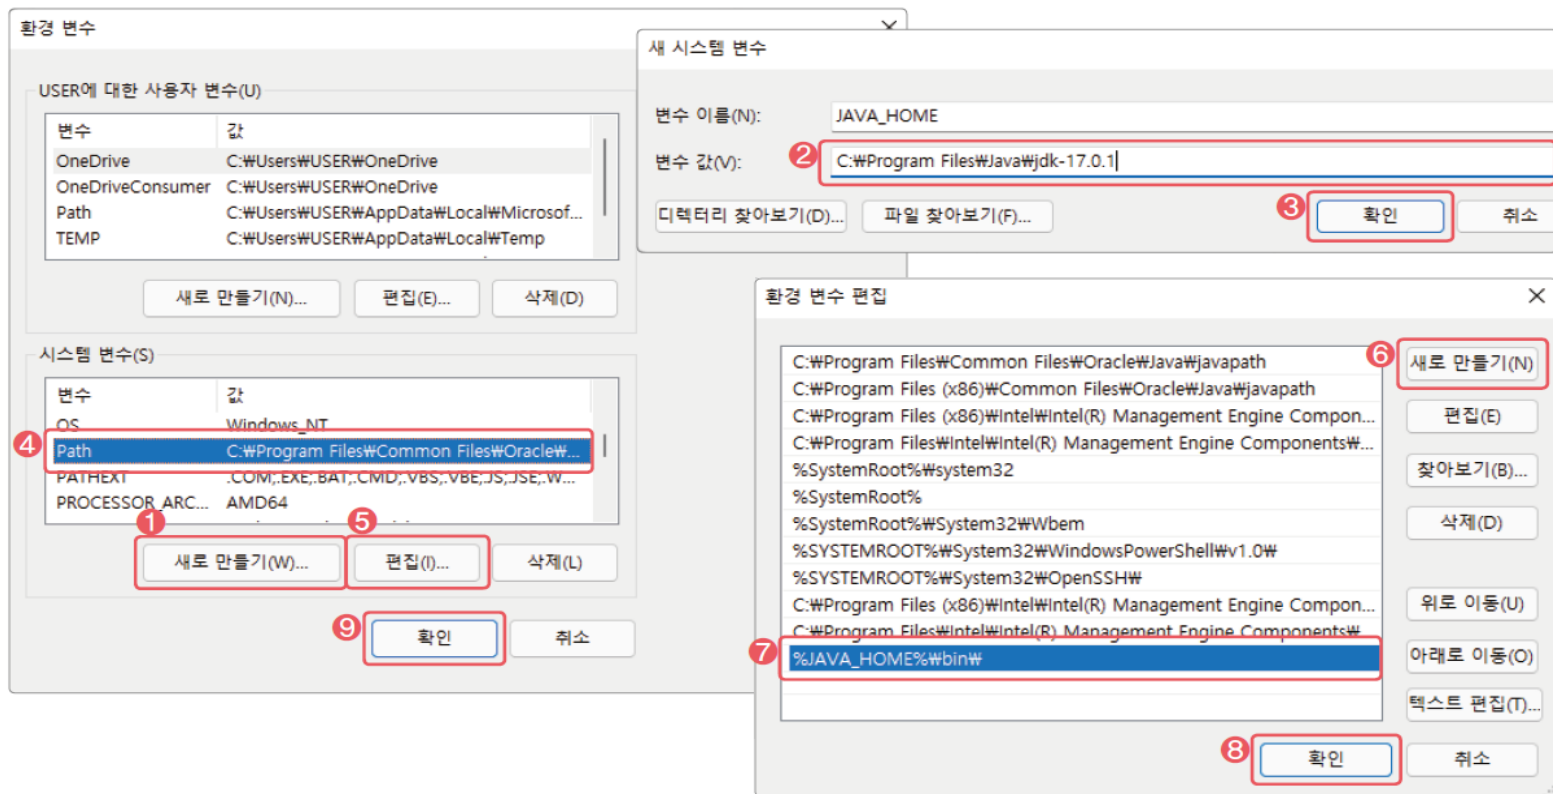 환경 변수
USER에 대한 사용자 변수(U)
변수 값
OneDrive C:₩Users₩USER₩OneDrive
OneDriveConsumer C:₩Users₩USER₩OneDrive
Path C:₩Users₩USER₩AppData₩Local₩Microsof...
TEMP C:₩Users₩USER₩AppData₩Local₩Temp
새로 만들기(N)... 편집(E)... 삭제(D)
시스템 변수(S)
변수 값
OS Windows_NT
④ Path C:₩Program Files₩Common Files₩Oracle₩...
PATHEXT .COM;.EXE;.BAT;.CMD;.VBS;.VBE;.JS;.JSE;.W...
PROCESSOR_ARC... AMD64
① ⑤
새로 만들기(W)... 편집(I)... 삭제(L)
⑨ 확인 취소
새 시스템 변수
변수 이름(N): JAVA_HOME
변수 값(V): ② C:₩Program Files₩Java₩jdk-17.0.1
디렉터리 찾아보기(D)... 파일 찾아보기(F)... ③ 확인 취소
환경 변수 편집
C:₩Program Files₩Common Files₩Oracle₩Java₩javapath
C:₩Program Files (x86)₩Common Files₩Oracle₩Java₩javapath
C:₩Program Files (x86)₩Intel₩Intel(R) Management Engine Compon...
C:₩Program Files₩Intel₩Intel(R) Management Engine Components₩...
%SystemRoot%₩system32
%SystemRoot%
%SystemRoot%₩System32₩Wbem
%SYSTEMROOT%₩System32₩WindowsPowerShell₩v1.0₩
%SYSTEMROOT%₩System32₩OpenSSH₩
C:₩Program Files (x86)₩Intel₩Intel(R) Management Engine Compon...
C:₩Program Files₩Intel₩Intel(R) Management Engine Components₩
⑦ %JAVA_HOME%₩bin₩
⑥ 새로 만들기(N)
편집(E)
찾아보기(B)...
삭제(D)
위로 이동(U)
아래로 이동(O)
텍스트 편집(T)...
⑧ 확인 취소